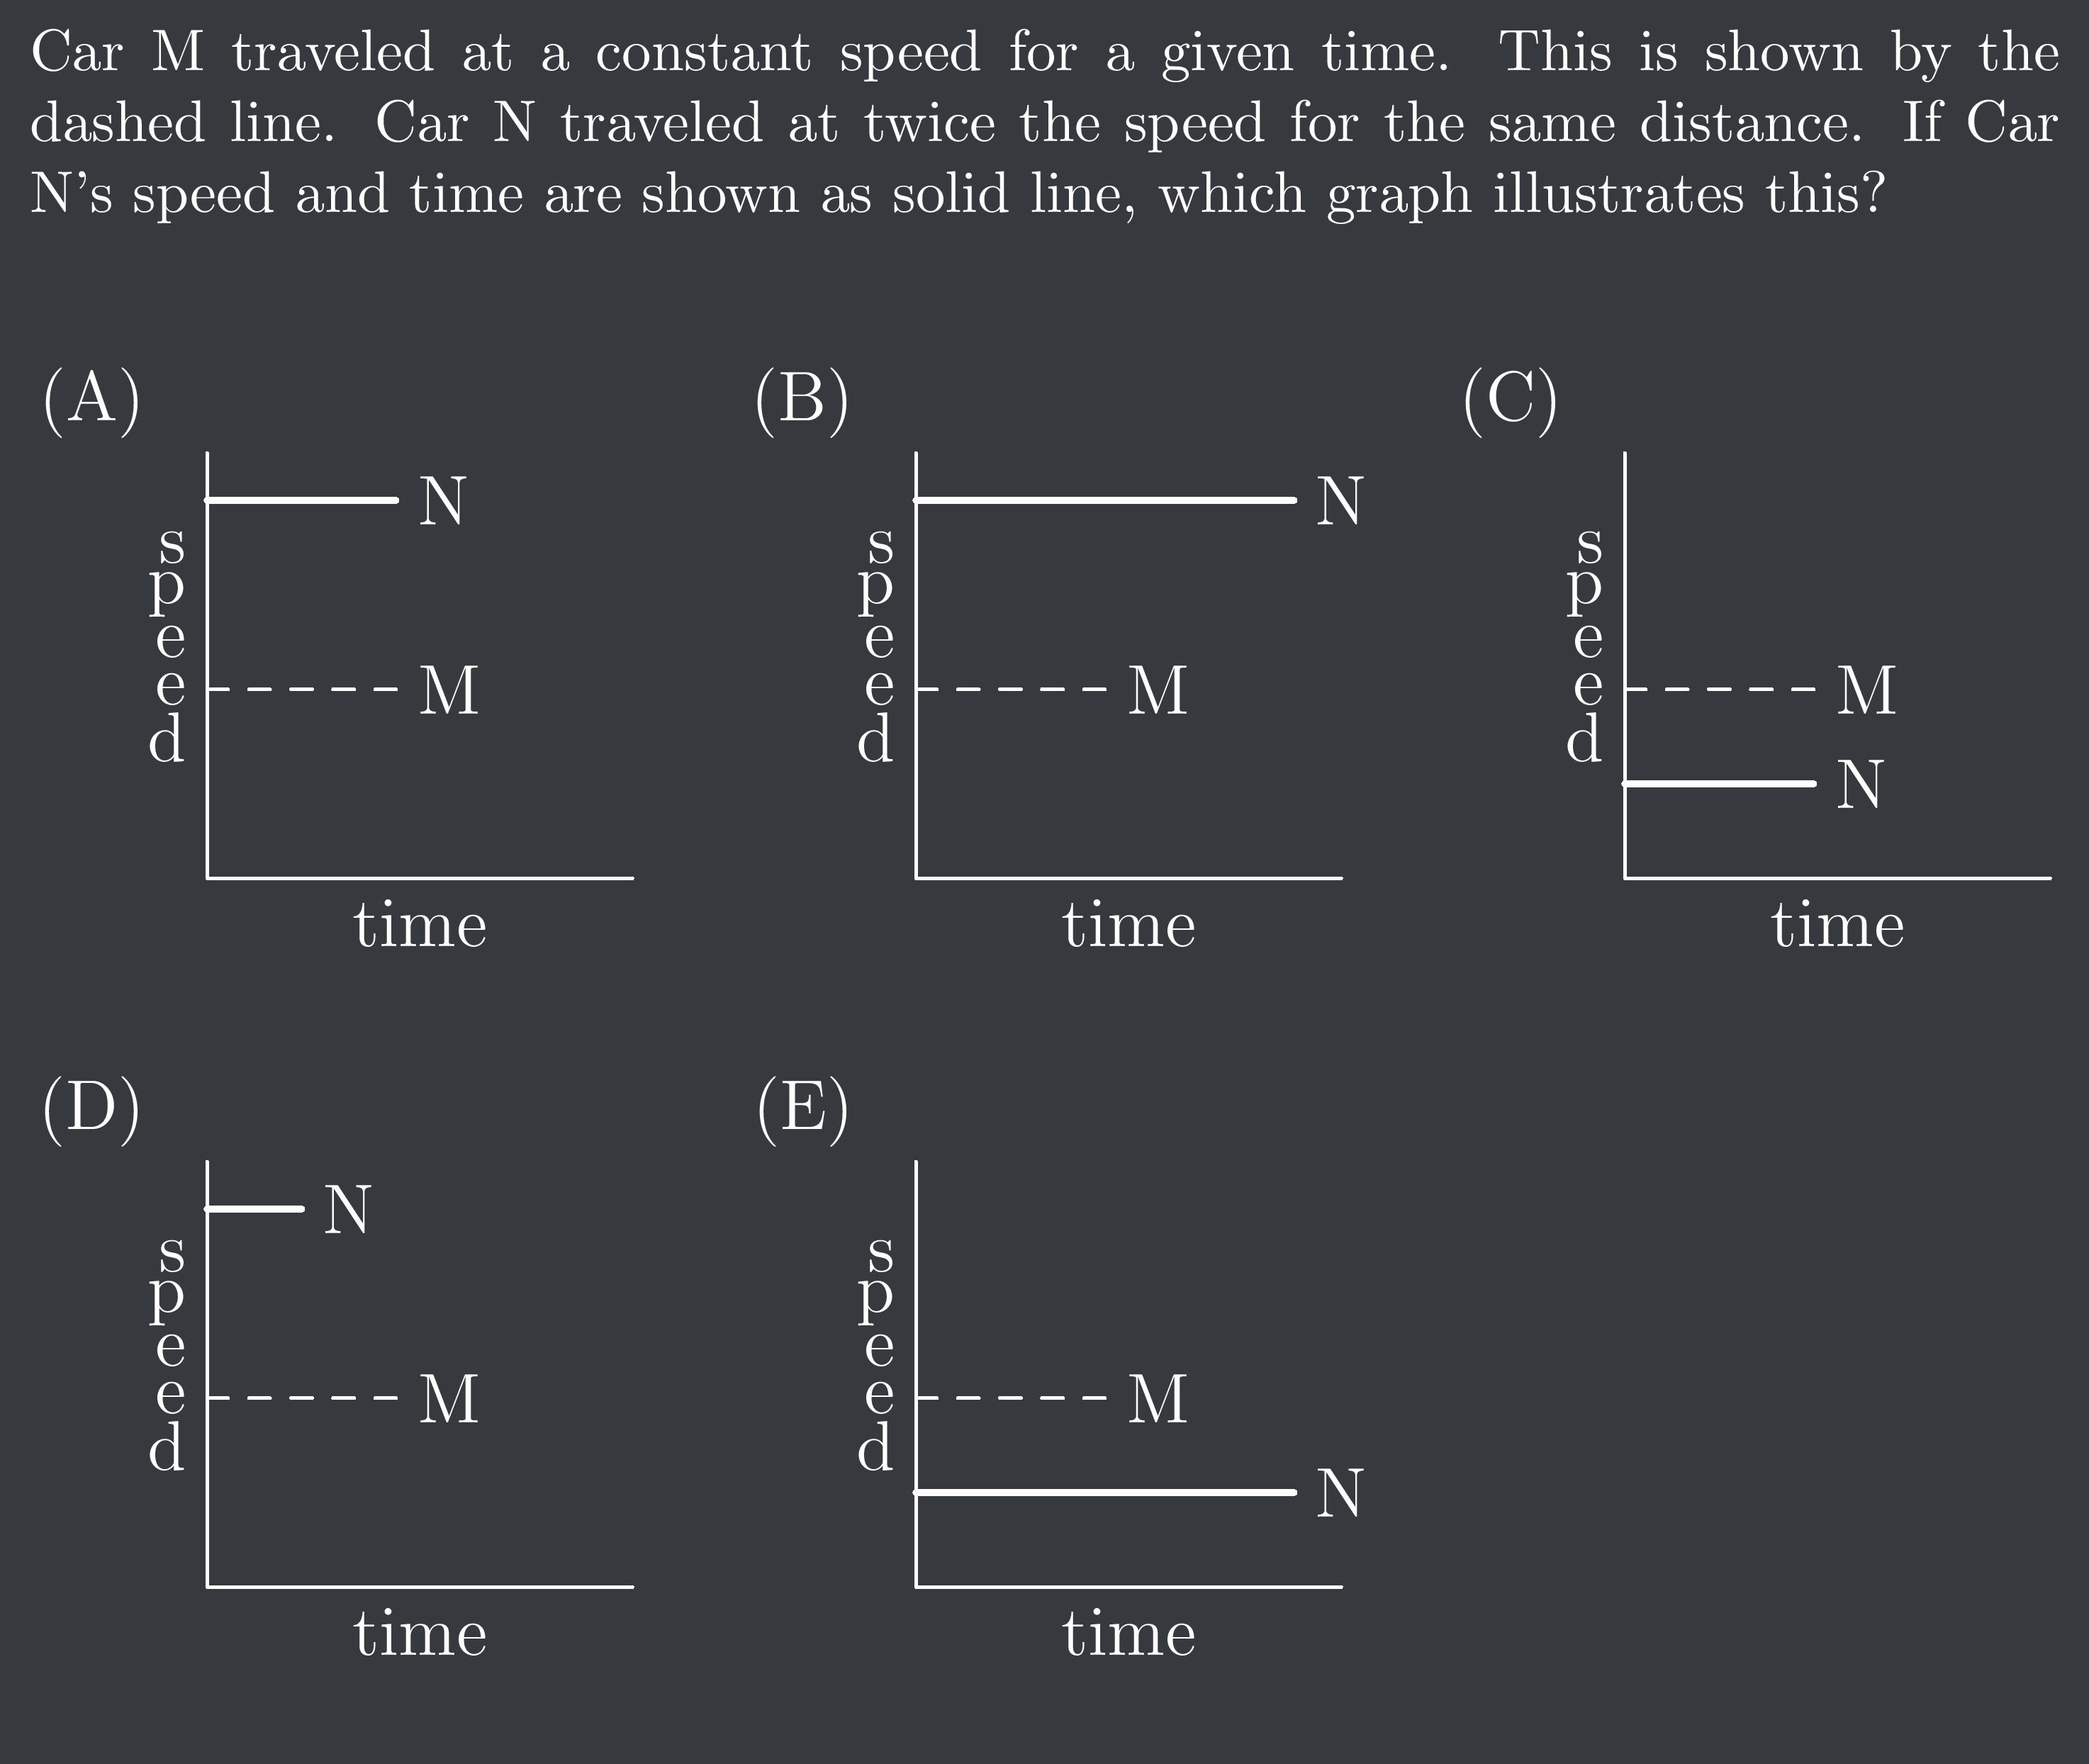 Car M traveled at a constant speed for a given time. This is shown by the
dashed line. Car N traveled at twice the speed for the same distance. If Car
N's speed and time are shown as solid line, which graph illustrates this?
(A)
N
speed
M
time
(B)
N
speed
M
time
(C)
speed
M
N
time
(D)
N
speed
M
time
(E)
speed
M
N
time